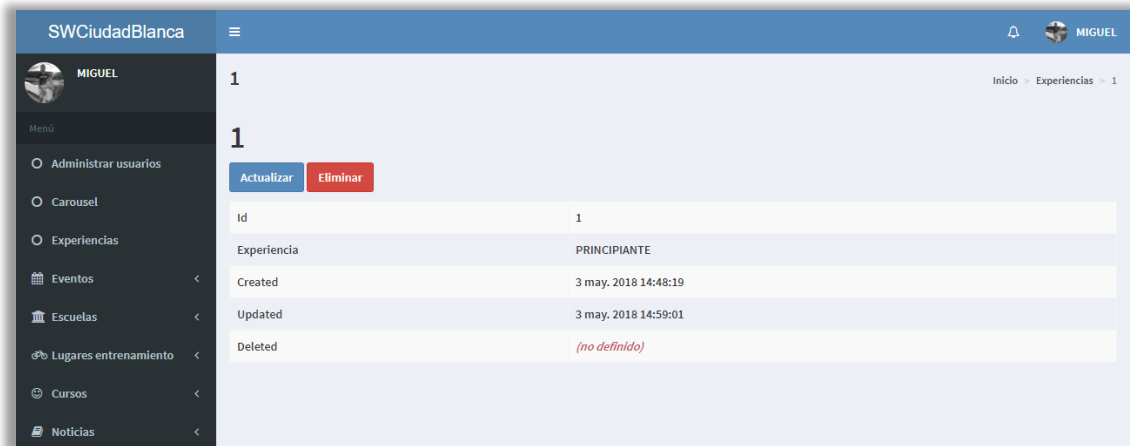 SWCiudadBlanca
MIGUEL
MIGUEL
Menú
Administrar usuarios
Carousel
Experiencias
Eventos
Escuelas
Lugares entrenamiento
Cursos
Noticias
1
Inicio > Experiencias > 1
1
Actualizar Eliminar
Id 1
Experiencia PRINCIPIANTE
Created 3 may. 2018 14:48:19
Updated 3 may. 2018 14:59:01
Deleted (no definido)